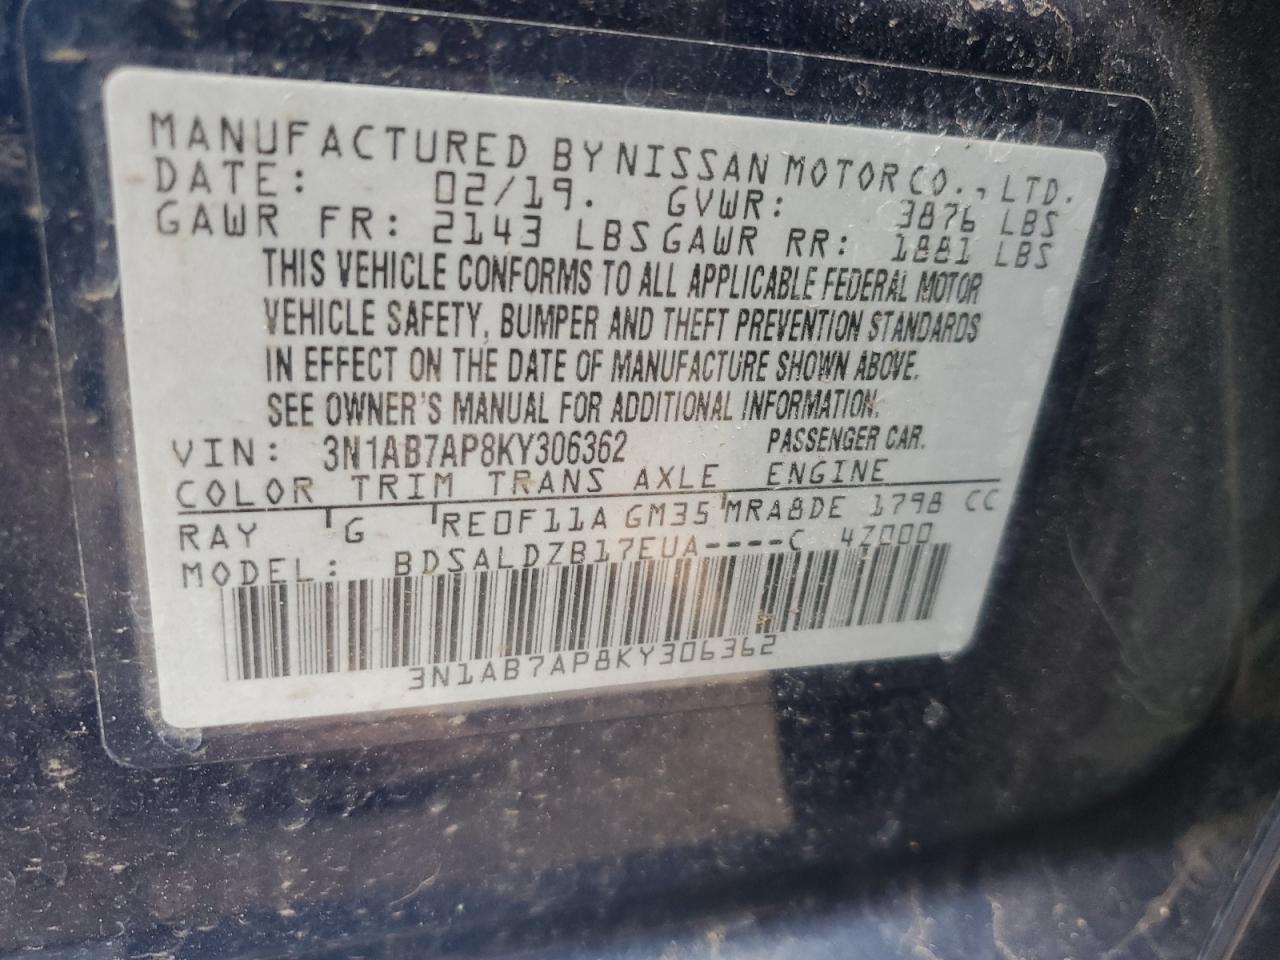 MANUFACTURED BY NISSAN MOTOR CO., LTD.
DATE: 02/19. GVWR: 3876 LBS
GAWR FR: 2143 LBS GAWR RR: 1881 LBS
THIS VEHICLE CONFORMS TO ALL APPLICABLE FEDERAL MOTOR
VEHICLE SAFETY, BUMPER AND THEFT PREVENTION STANDARDS
IN EFFECT ON THE DATE OF MANUFACTURE SHOWN ABOVE.
SEE OWNER'S MANUAL FOR ADDITIONAL INFORMATION.
VIN: 3N1AB7AP8KY306362 PASSENGER CAR.
COLOR TRIM TRANS AXLE ENGINE
RAY G RE0F11A GM35 MRA8DE 1798 CC
MODEL: BDSALDZB17EUA----C 4Z000
3N1AB7AP8KY306362